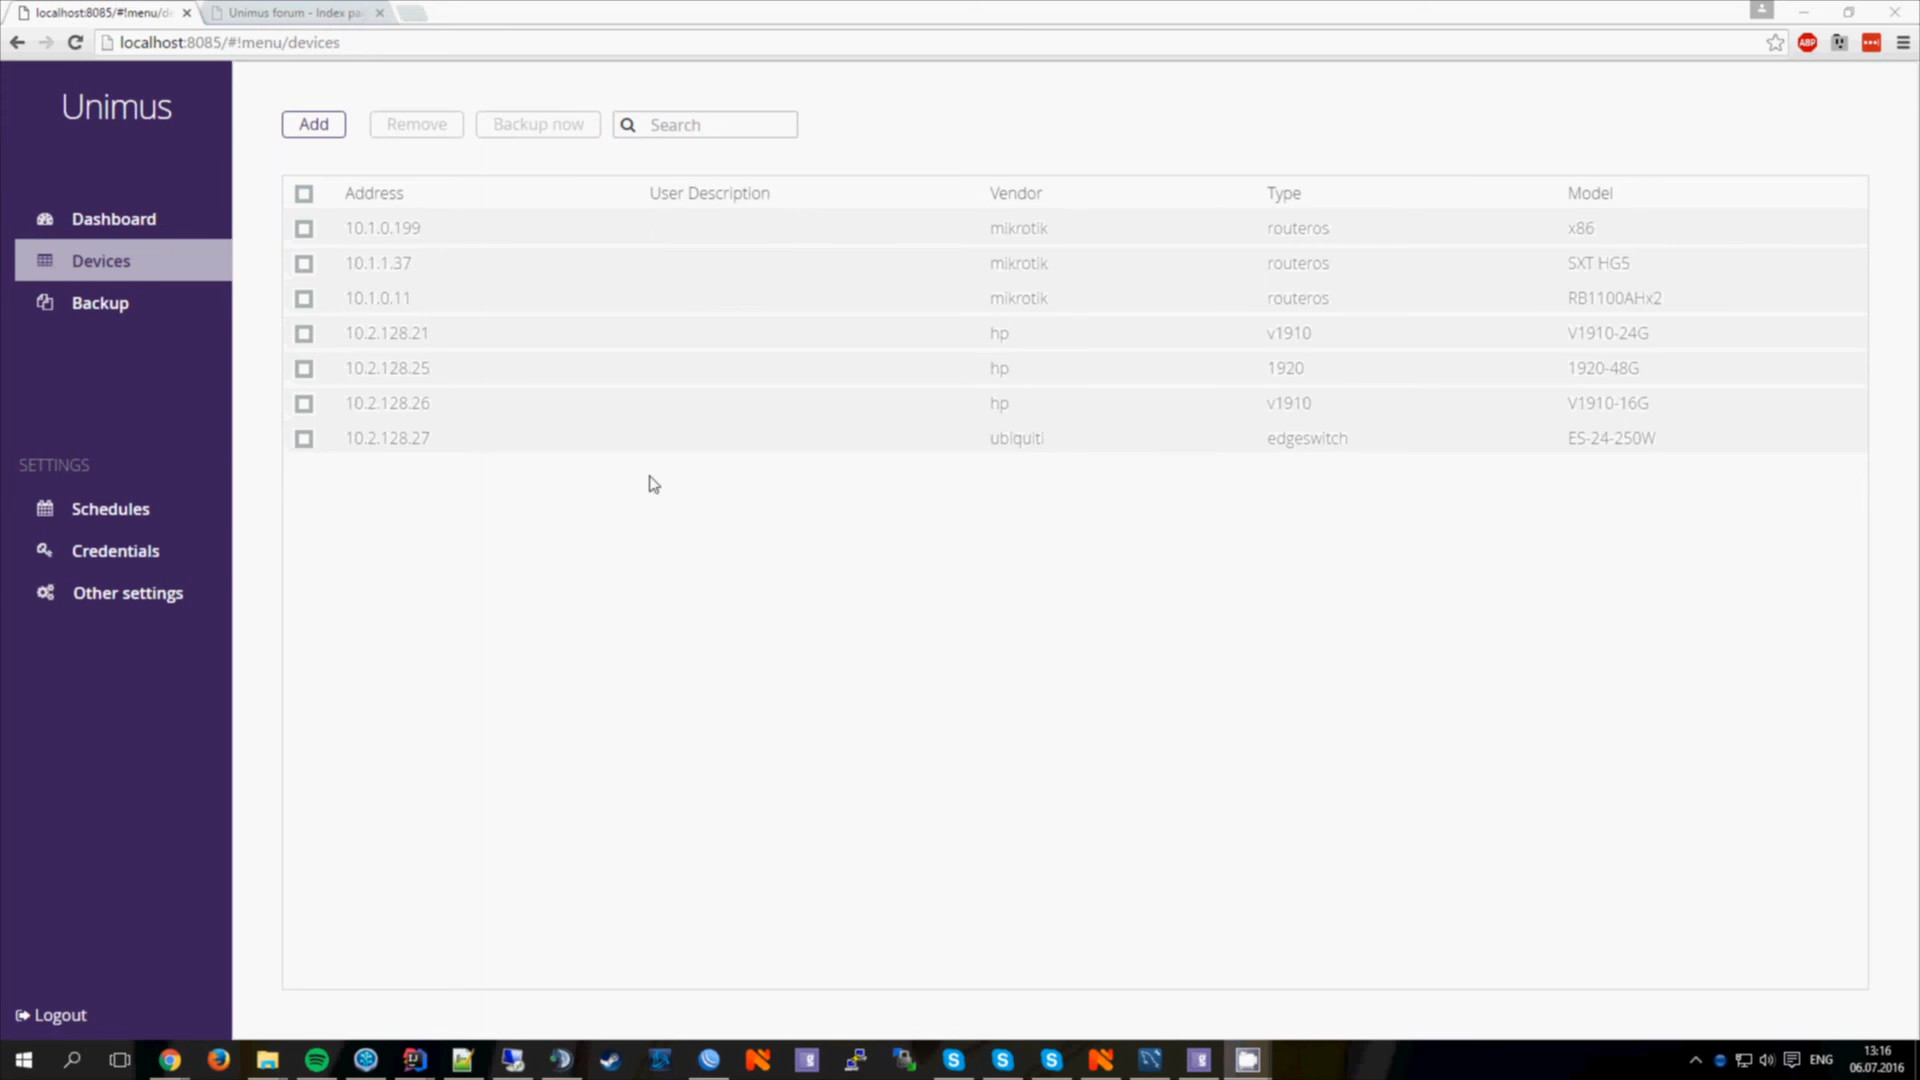 localhost:8085/#!menu/de
Unimus forum - Index pa
localhost:8085/#!menu/devices
ABP
Unimus
Add
Remove
Backup now
Search
Address User Description Vendor Type Model
10.1.0.199 mikrotik routeros x86
10.1.1.37 mikrotik routeros SXT HG5
10.1.0.11 mikrotik routeros RB1100AHx2
10.2.128.21 hp v1910 V1910-24G
10.2.128.25 hp 1920 1920-48G
10.2.128.26 hp v1910 V1910-16G
10.2.128.27 ubiquiti edgeswitch ES-24-250W
Dashboard
Devices
Backup
SETTINGS
Schedules
Credentials
Other settings
Logout
ENG
13:16
06.07.2016